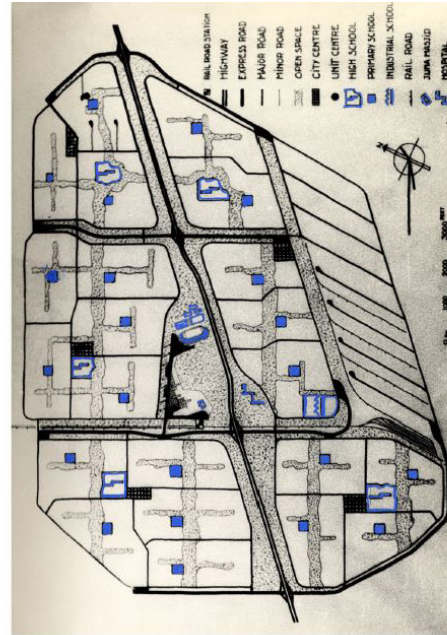 RAIL ROAD STATION
HIGHWAY
EXPRESS ROAD
MAJOR ROAD
MINOR ROAD
OPEN SPACE
CITY CENTRE
UNIT CENTRE
HIGH SCHOOL
PRIMARY SCHOOL
INDUSTRIAL SCHOOL
RAIL ROAD
JUMA MASJID
HOSPITAL